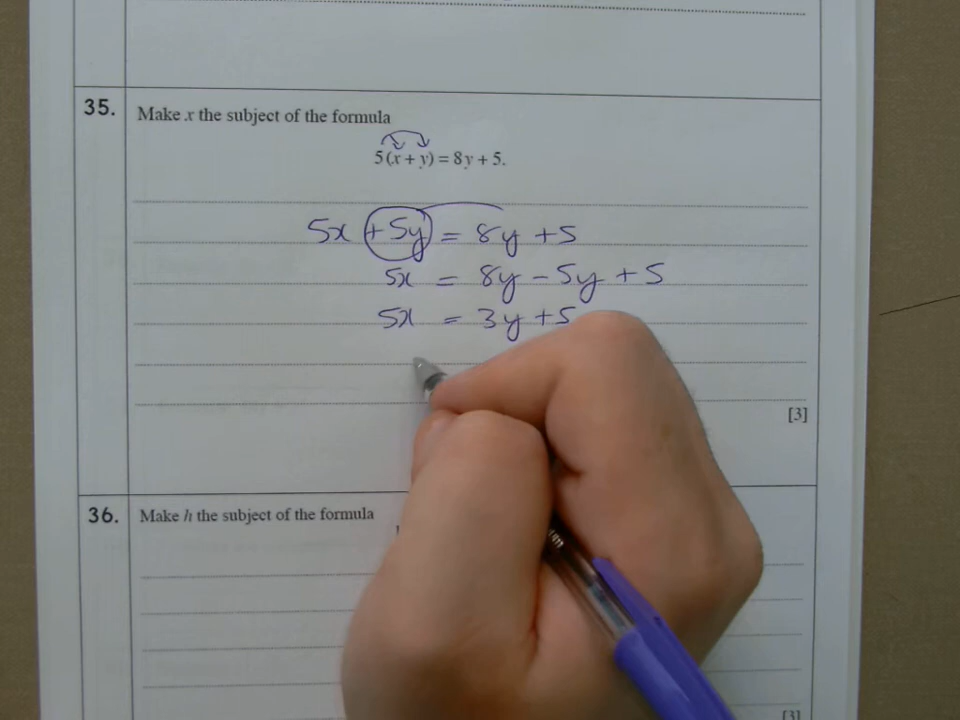 35. Make x the subject of the formula
5(x + y) = 8y + 5.
5x +5y = 8y +5
5x = 8y - 5y + 5
5x = 3y +5
[3]
36. Make h the subject of the formula
[3]